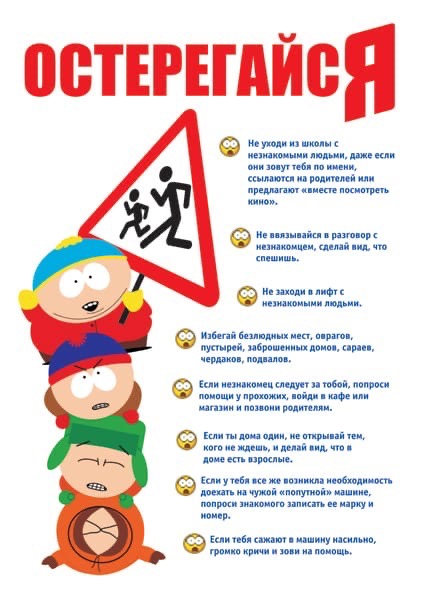 ОСТЕРЕГАЙСЯ
Не уходи из школы с
незнакомыми людьми, даже если
они зовут тебя по имени,
ссылаются на родителей или
предлагают «вместе посмотреть
кино».
Не ввязывайся в разговор с
незнакомцем, сделай вид, что
спешишь.
Не заходи в лифт с
незнакомыми людьми.
Избегай безлюдных мест, оврагов,
пустырей, заброшенных домов, сараев,
чердаков, подвалов.
Если незнакомец следует за тобой, попроси
помощи у прохожих, войди в кафе или
магазин и позвони родителям.
Если ты дома один, не открывай тем,
кого не ждешь, и делай вид, что в
доме есть взрослые.
Если у тебя все же возникла необходимость
доехать на чужой «попутной» машине,
попроси знакомого записать ее марку и
номер.
Если тебя сажают в машину насильно,
громко кричи и зови на помощь.